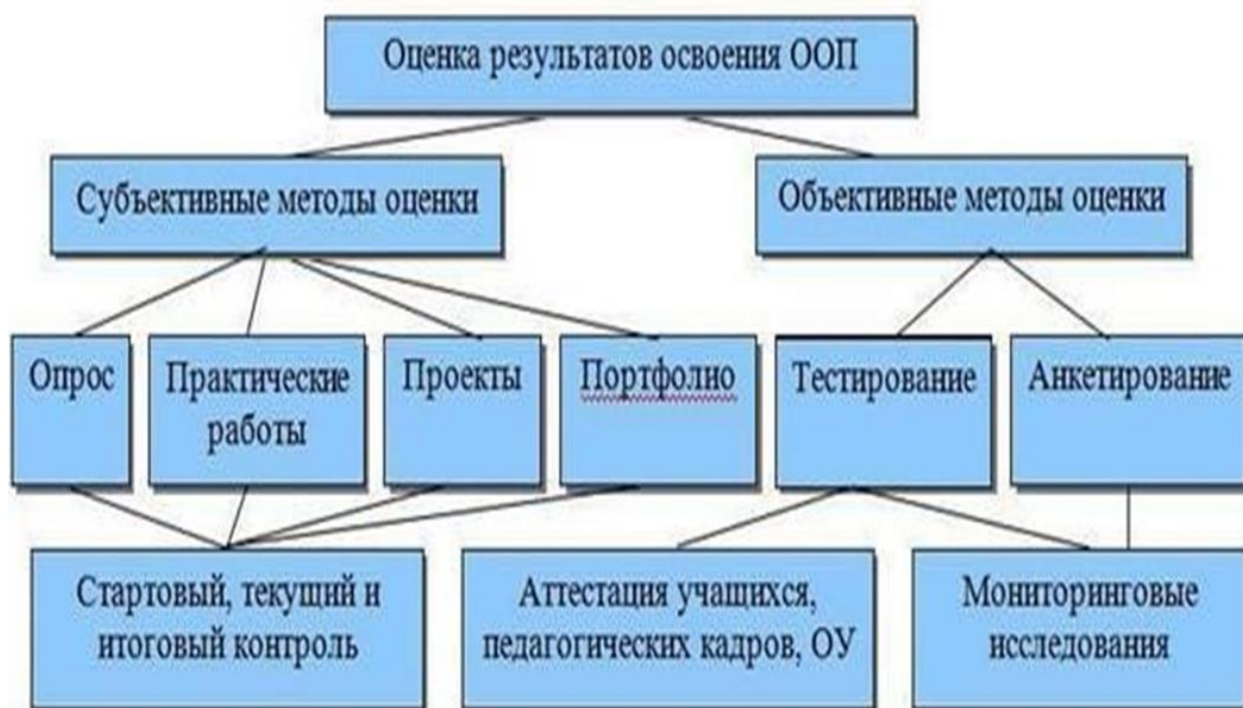 Оценка результатов освоения ООП
Субъективные методы оценки
Объективные методы оценки
Опрос
Практические
работы
Проекты
Портфолио
Тестирование
Анкетирование
Стартовый, текущий и
итоговый контроль
Аттестация учащихся,
педагогических кадров, ОУ
Мониторинговые
исследования